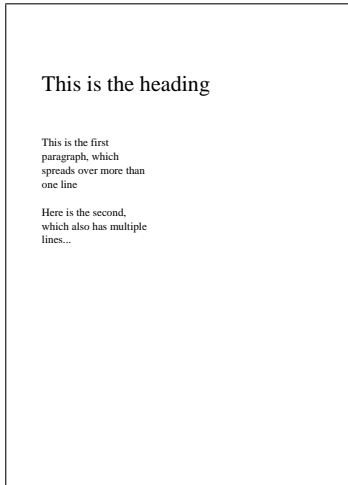 This is the heading
This is the first
paragraph, which
spreads over more than
one line
Here is the second,
which also has multiple
lines...